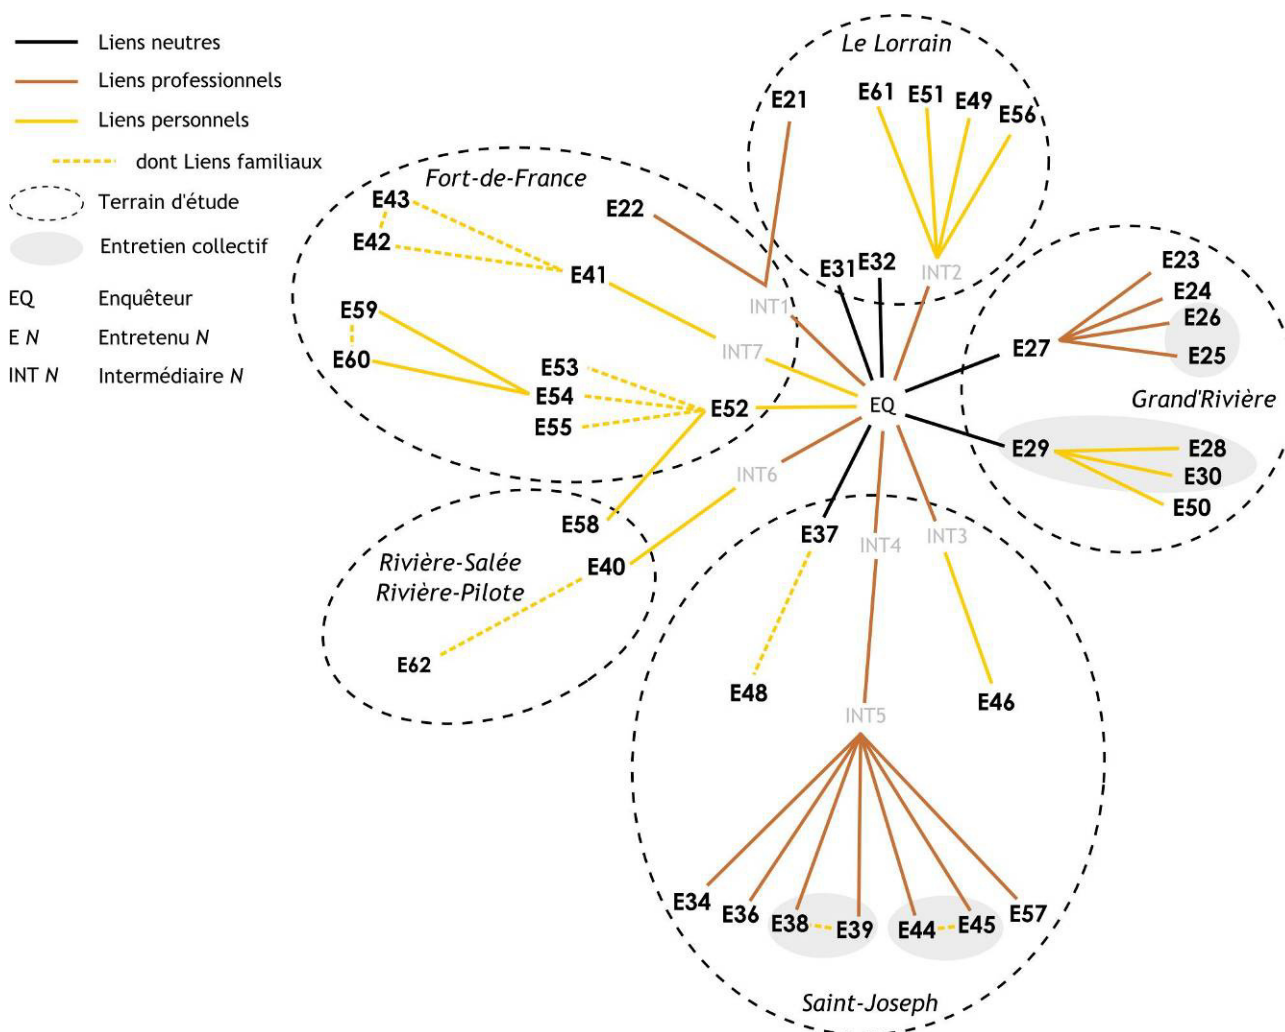 Liens neutres
Liens professionnels
Liens personnels
dont Liens familiaux
Terrain d'étude
Entretien collectif
EQ Enquêteur
E N Entretenu N
INT N Intermédiaire N
Le Lorrain
E21
E61
E51
E49
E56
E31
E32
INT2
Fort-de-France
E43
E42
E22
E41
INT1
INT7
E59
E60
E53
E54
E55
E52
EQ
E23
E24
E26
E25
E27
Grand'Rivière
E29
E28
E30
E50
INT6
E58
E40
Rivière-Salée
Rivière-Pilote
E62
E37
INT4
INT3
E48
E46
INT5
E34
E36
E38
E39
E44
E45
E57
Saint-Joseph